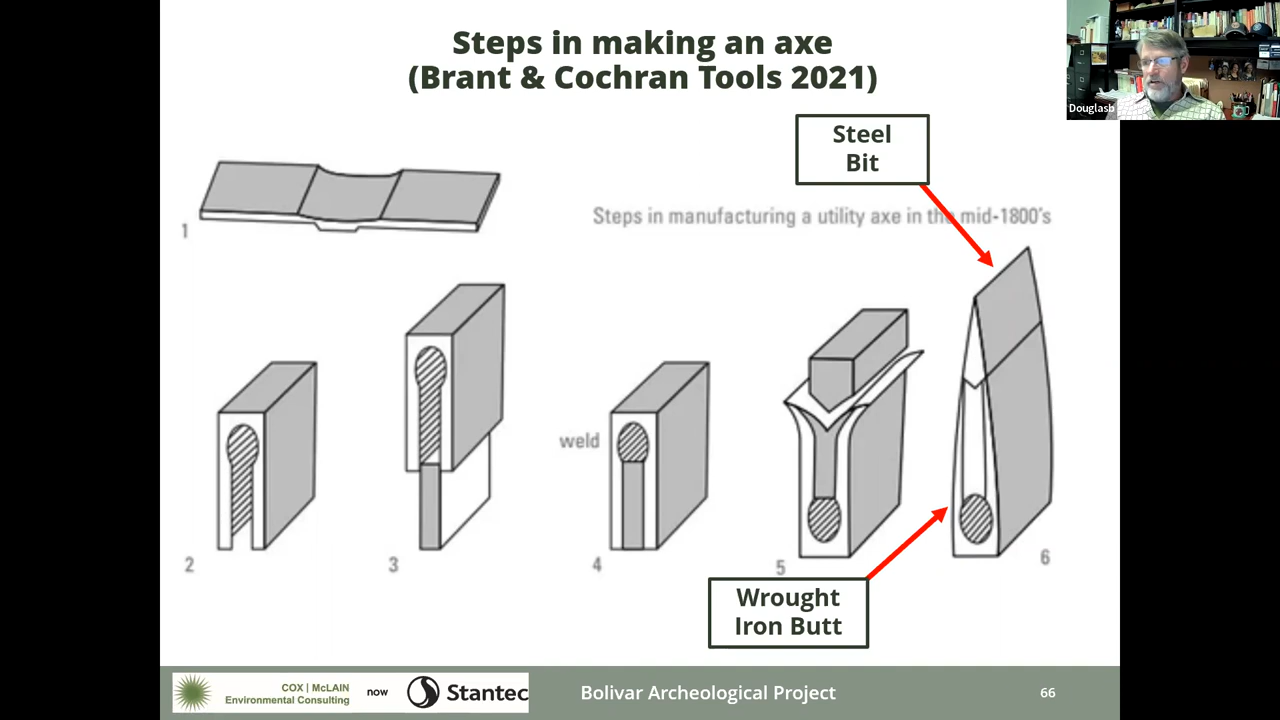 Steps in making an axe
(Brant & Cochran Tools 2021)
Douglasb
Steel
Bit
Steps in manufacturing a utility axe in the mid-1800's
1
2
3
weld
4
5
6
Wrought
Iron Butt
COX | McLAIN
Environmental Consulting
now
Stantec
Bolivar Archeological Project
66